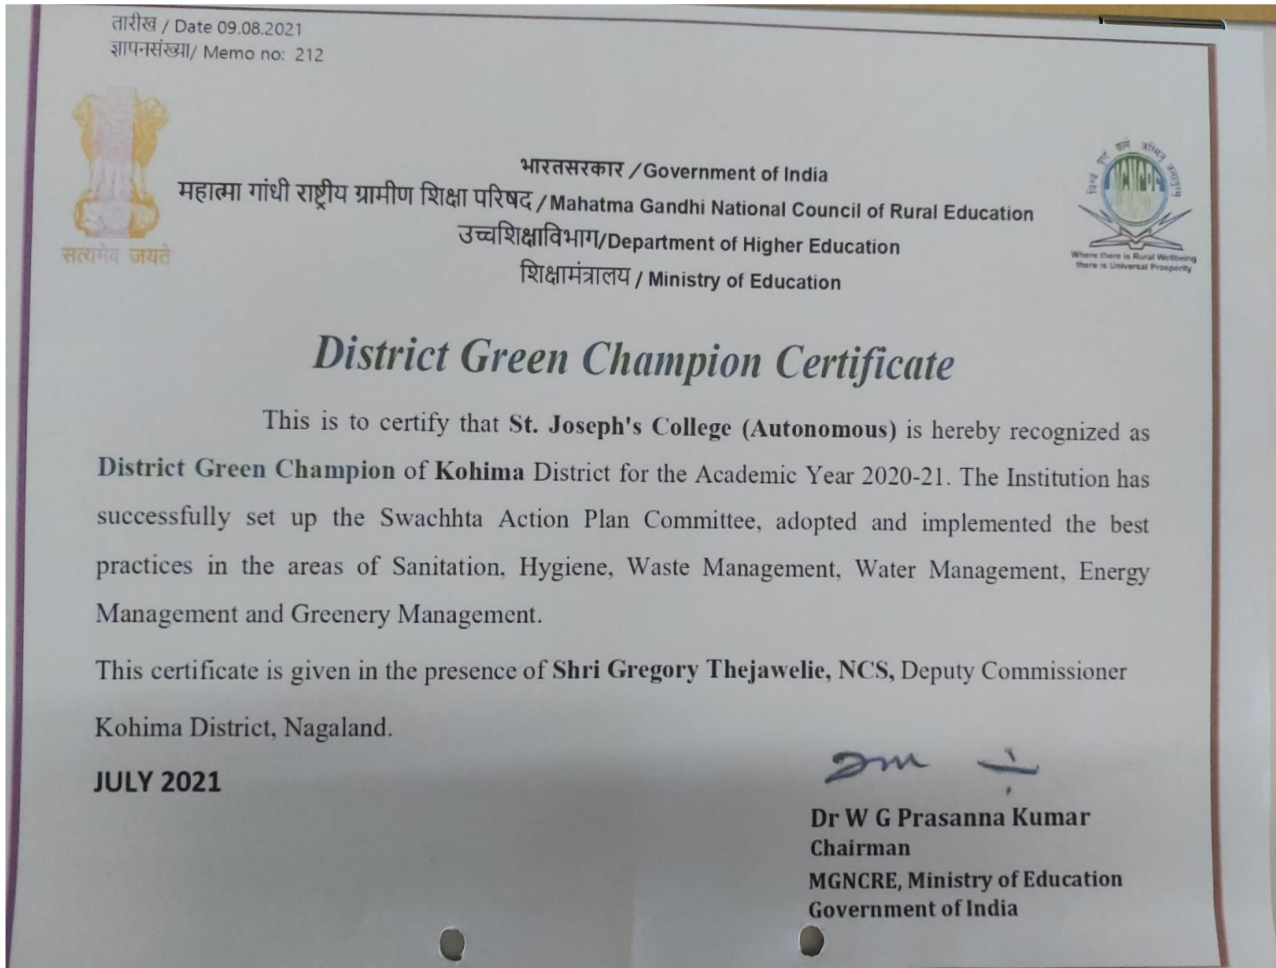 तारीख / Date 09.08.2021
ज्ञापनसंख्या/ Memo no: 212
सत्यमेव जयते
भारतसरकार /Government of India
महात्मा गांधी राष्ट्रीय ग्रामीण शिक्षा परिषद /Mahatma Gandhi National Council of Rural Education
उच्चशिक्षाविभाग/Department of Higher Education
शिक्षामंत्रालय / Ministry of Education
MGNCRE
Where there is Rural Wellbeing
there is Universal Prosperity
District Green Champion Certificate
This is to certify that St. Joseph's College (Autonomous) is hereby recognized as
District Green Champion of Kohima District for the Academic Year 2020-21. The Institution has
successfully set up the Swachhta Action Plan Committee, adopted and implemented the best
practices in the areas of Sanitation, Hygiene, Waste Management, Water Management, Energy
Management and Greenery Management.
This certificate is given in the presence of Shri Gregory Thejawelie, NCS, Deputy Commissioner
Kohima District, Nagaland.
JULY 2021
Dr W G Prasanna Kumar
Chairman
MGNCRE, Ministry of Education
Government of India